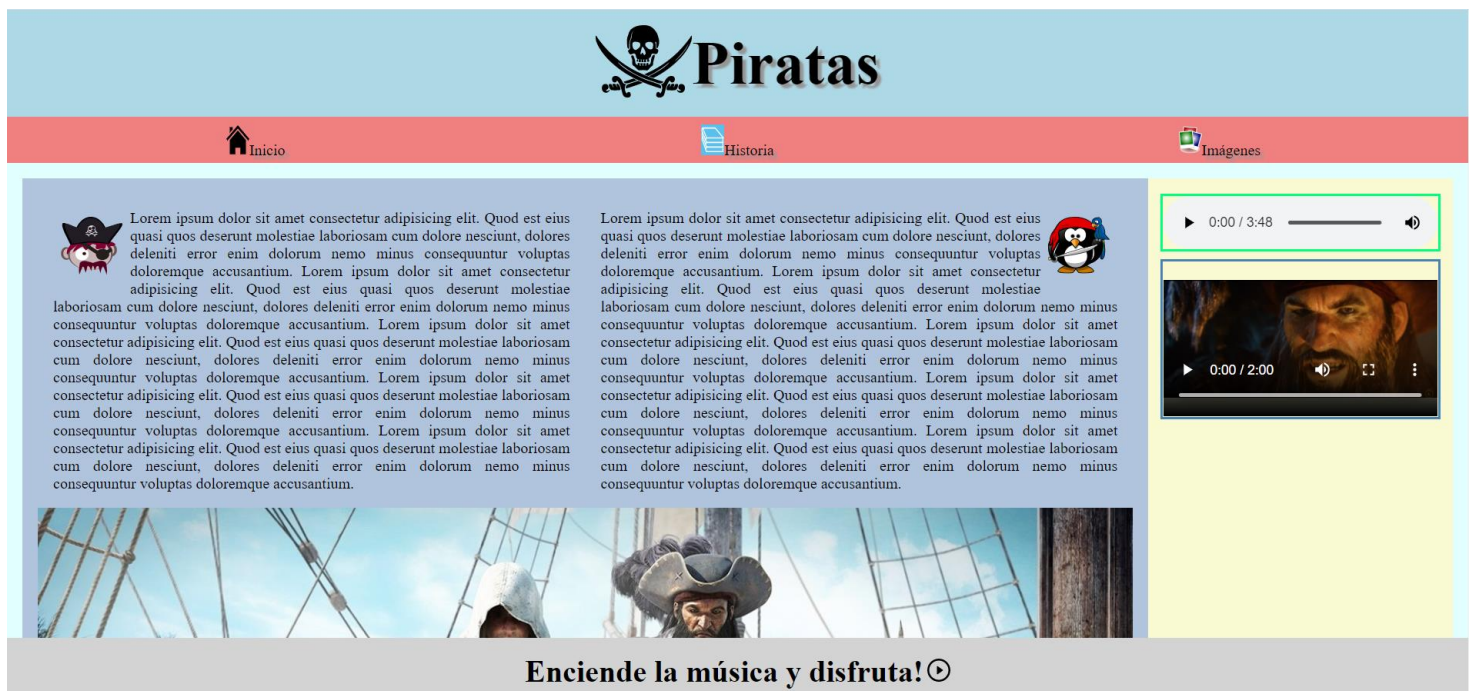 Piratas
Inicio
Historia
Imágenes
Lorem ipsum dolor sit amet consectetur adipisicing elit. Quod est eius
quasi quos deserunt molestiae laboriosam cum dolore nesciunt, dolores
deleniti error enim dolorum nemo minus consequuntur voluptas
doloremque accusantium. Lorem ipsum dolor sit amet consectetur
adipisicing elit. Quod est eius quasi quos deserunt molestiae
laboriosam cum dolore nesciunt, dolores deleniti error enim dolorum nemo minus
consequuntur voluptas doloremque accusantium. Lorem ipsum dolor sit amet
consectetur adipisicing elit. Quod est eius quasi quos deserunt molestiae laboriosam
cum dolore nesciunt, dolores deleniti error enim dolorum nemo minus
consequuntur voluptas doloremque accusantium. Lorem ipsum dolor sit amet
consectetur adipisicing elit. Quod est eius quasi quos deserunt molestiae laboriosam
cum dolore nesciunt, dolores deleniti error enim dolorum nemo minus
consequuntur voluptas doloremque accusantium. Lorem ipsum dolor sit amet
consectetur adipisicing elit. Quod est eius quasi quos deserunt molestiae laboriosam
cum dolore nesciunt, dolores deleniti error enim dolorum nemo minus
consequuntur voluptas doloremque accusantium.
Lorem ipsum dolor sit amet consectetur adipisicing elit. Quod est eius
quasi quos deserunt molestiae laboriosam cum dolore nesciunt, dolores
deleniti error enim dolorum nemo minus consequuntur voluptas
doloremque accusantium. Lorem ipsum dolor sit amet consectetur
adipisicing elit. Quod est eius quasi quos deserunt molestiae
laboriosam cum dolore nesciunt, dolores deleniti error enim dolorum nemo minus
consequuntur voluptas doloremque accusantium. Lorem ipsum dolor sit amet
consectetur adipisicing elit. Quod est eius quasi quos deserunt molestiae laboriosam
cum dolore nesciunt, dolores deleniti error enim dolorum nemo minus
consequuntur voluptas doloremque accusantium. Lorem ipsum dolor sit amet
consectetur adipisicing elit. Quod est eius quasi quos deserunt molestiae laboriosam
cum dolore nesciunt, dolores deleniti error enim dolorum nemo minus
consequuntur voluptas doloremque accusantium. Lorem ipsum dolor sit amet
consectetur adipisicing elit. Quod est eius quasi quos deserunt molestiae laboriosam
cum dolore nesciunt, dolores deleniti error enim dolorum nemo minus
consequuntur voluptas doloremque accusantium.
0:00 / 3:48
0:00 / 2:00
Enciende la música y disfruta!